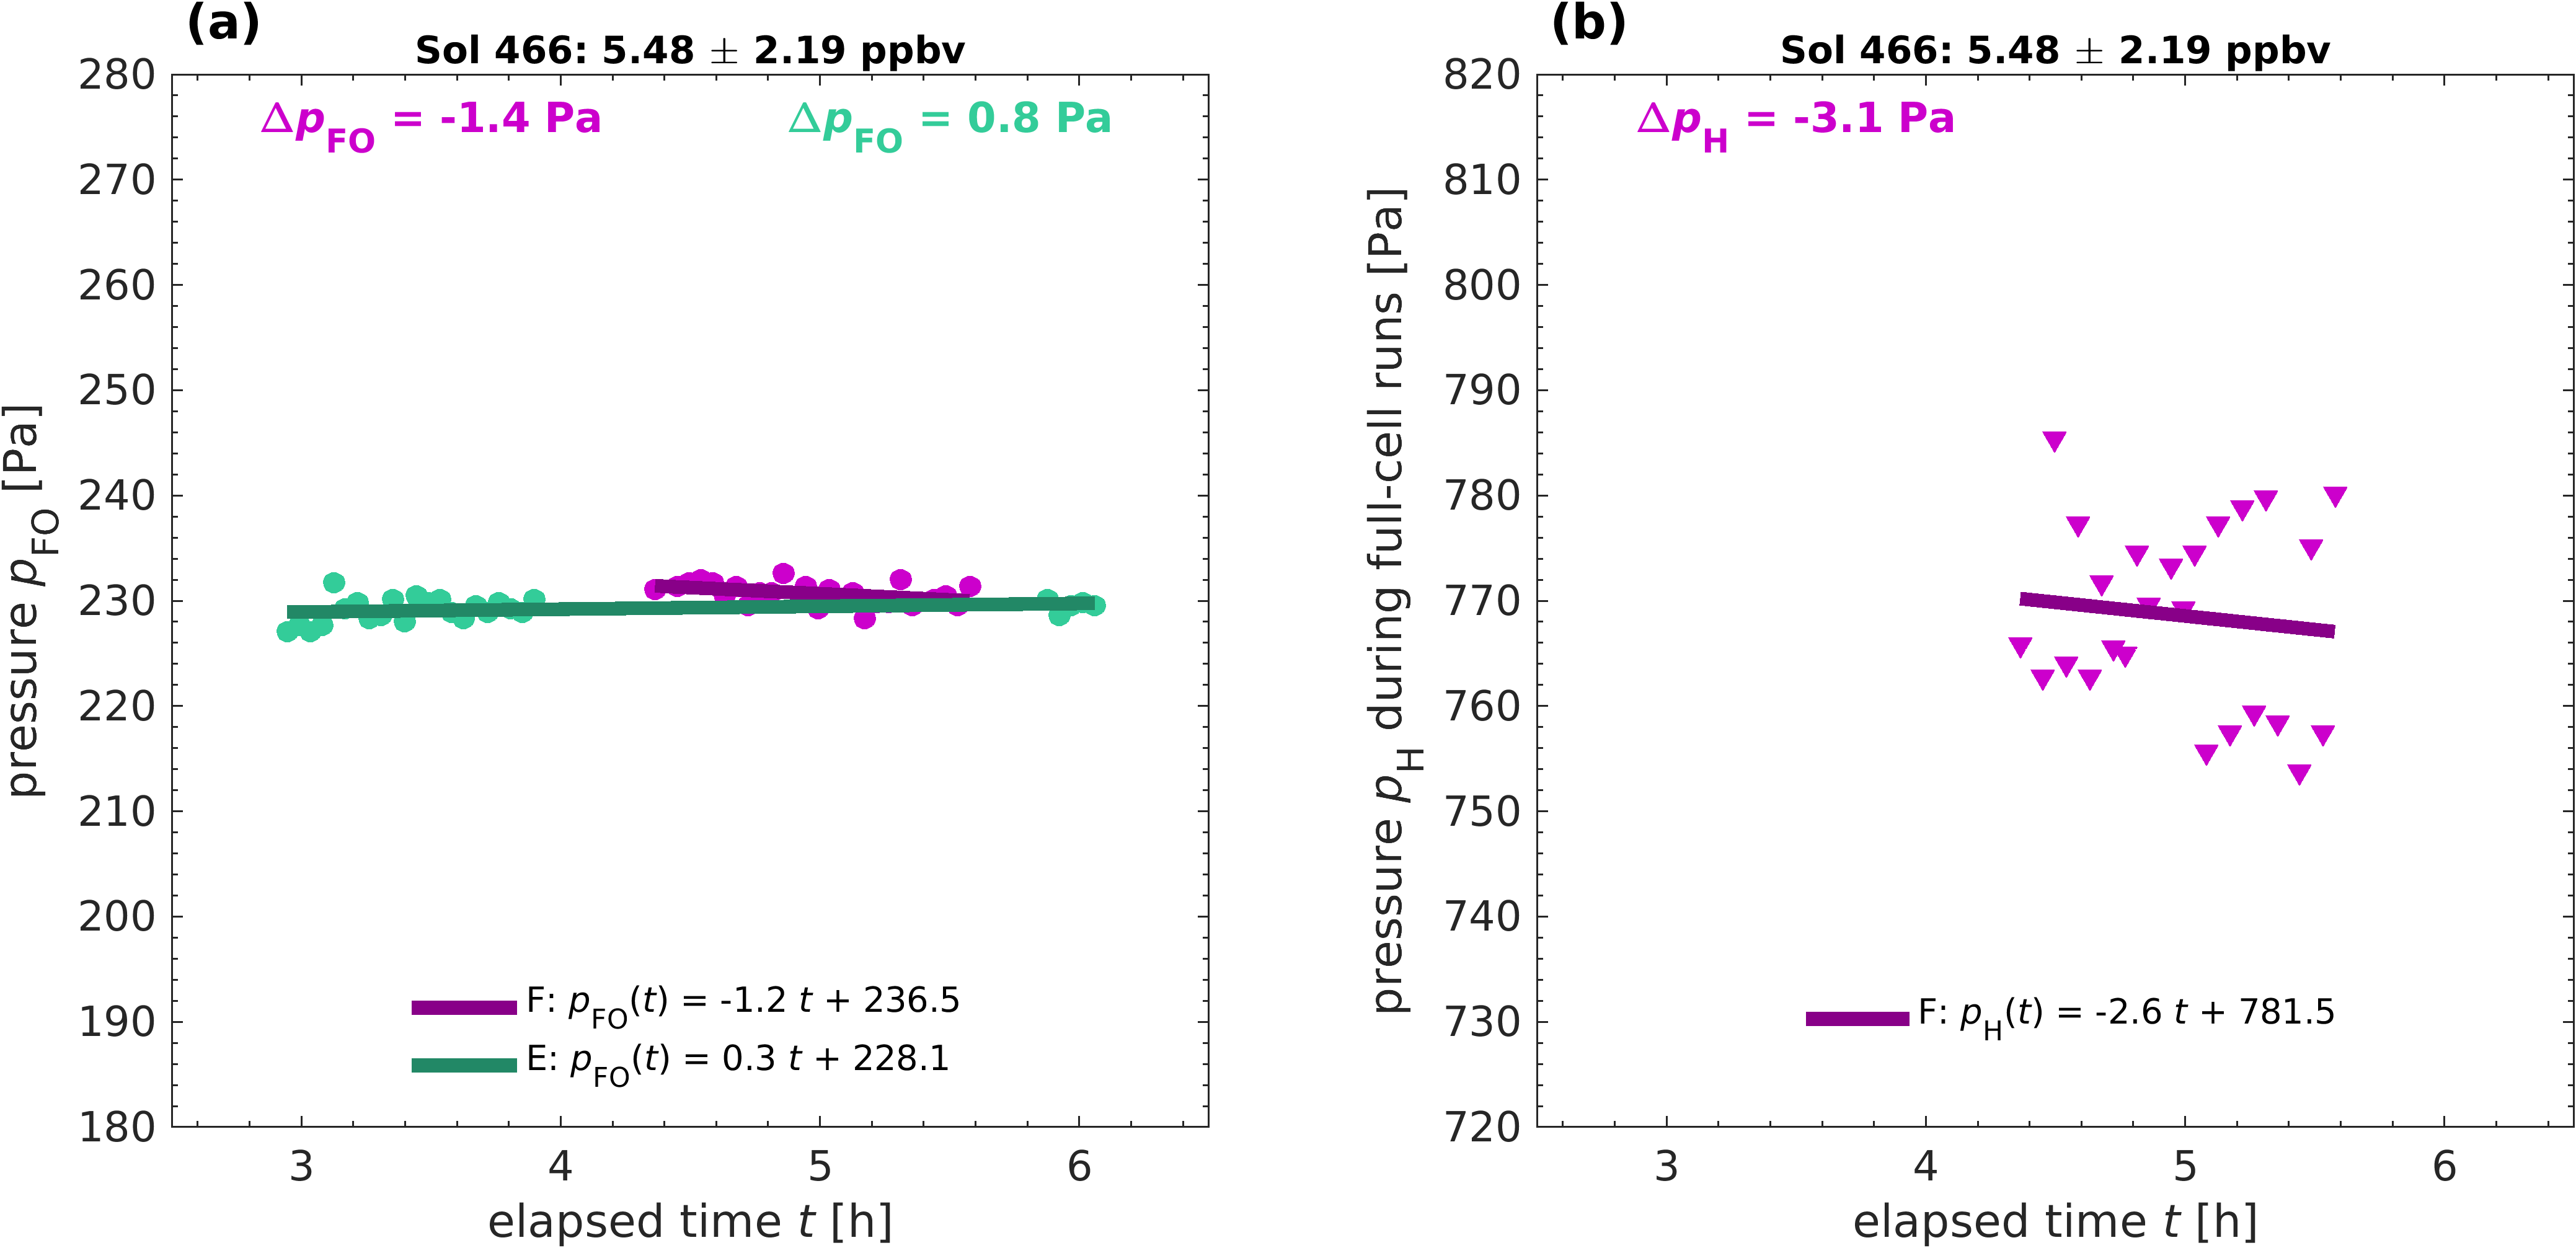 (a)
Sol 466: 5.48 ± 2.19 ppbv
280
270
260
250
240
230
220
210
200
190
180
pressure p_FO [Pa]
Δp_FO = -1.4 Pa
Δp_FO = 0.8 Pa
F: p_FO(t) = -1.2 t + 236.5
E: p_FO(t) = 0.3 t + 228.1
3 4 5 6
elapsed time t [h]
(b)
Sol 466: 5.48 ± 2.19 ppbv
820
810
800
790
780
770
760
750
740
730
720
pressure p_H during full-cell runs [Pa]
Δp_H = -3.1 Pa
F: p_H(t) = -2.6 t + 781.5
3 4 5 6
elapsed time t [h]